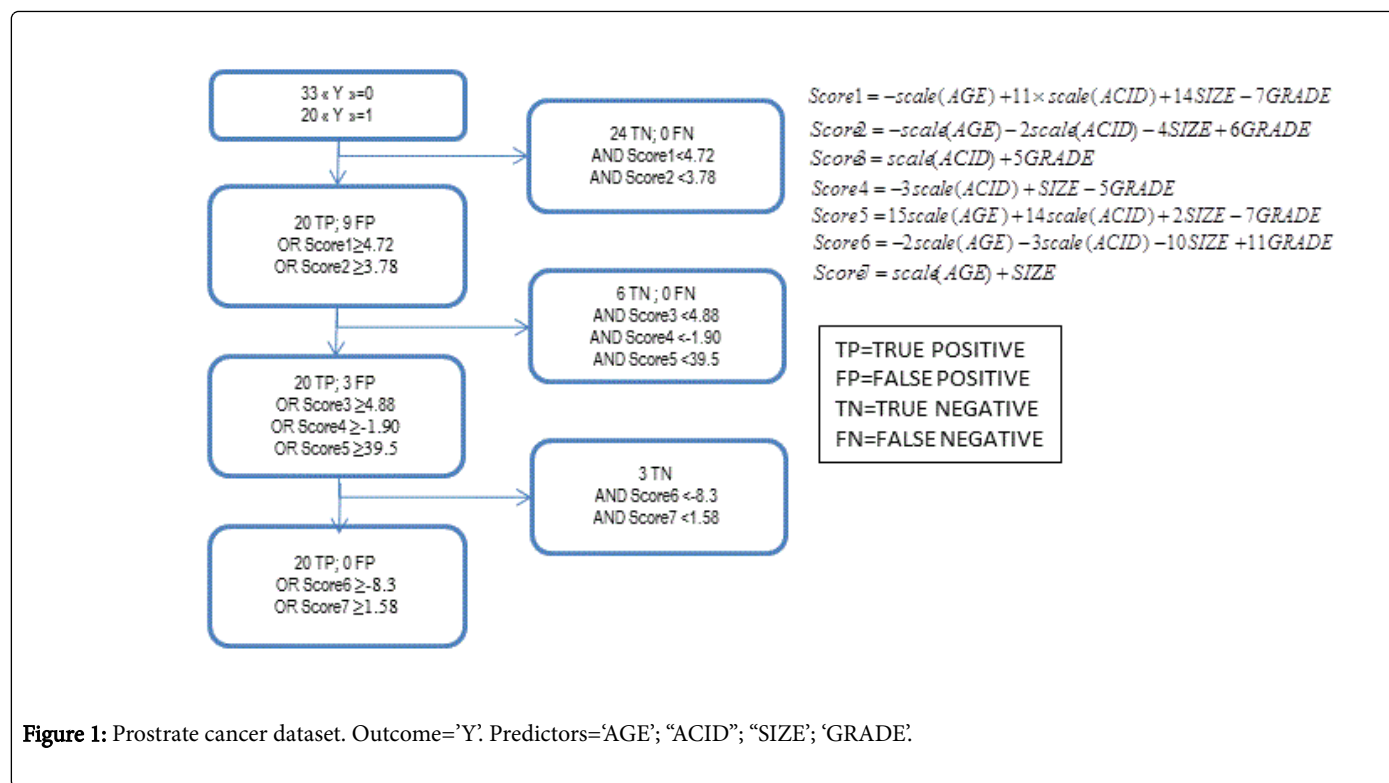 33 « Y »=0
20 « Y »=1
24 TN; 0 FN
AND Score1<4.72
AND Score2 <3.78
20 TP; 9 FP
OR Score1≥4.72
OR Score2 ≥3.78
6 TN ; 0 FN
AND Score3 <4.88
AND Score4 <-1.90
AND Score5 <39.5
20 TP; 3 FP
OR Score3 ≥4.88
OR Score4 ≥-1.90
OR Score5 ≥39.5
3 TN
AND Score6 <-8.3
AND Score7 <1.58
20 TP; 0 FP
OR Score6 ≥-8.3
OR Score7 ≥1.58
Score1 = −scale(AGE) +11× scale(ACID) +14SIZE − 7GRADE
Score2 = −scale(AGE) − 2scale(ACID) − 4SIZE + 6GRADE
Score3 = scale(ACID) + 5GRADE
Score4 = −3scale(ACID) + SIZE − 5GRADE
Score5 = 15scale(AGE) +14scale(ACID) + 2SIZE − 7GRADE
Score6 = −2scale(AGE) − 3scale(ACID) −10SIZE +11GRADE
Score7 = scale(AGE) + SIZE
TP=TRUE POSITIVE
FP=FALSE POSITIVE
TN=TRUE NEGATIVE
FN=FALSE NEGATIVE
Figure 1: Prostrate cancer dataset. Outcome=’Y’. Predictors=‘AGE’; “ACID”; “SIZE’; ‘GRADE’.